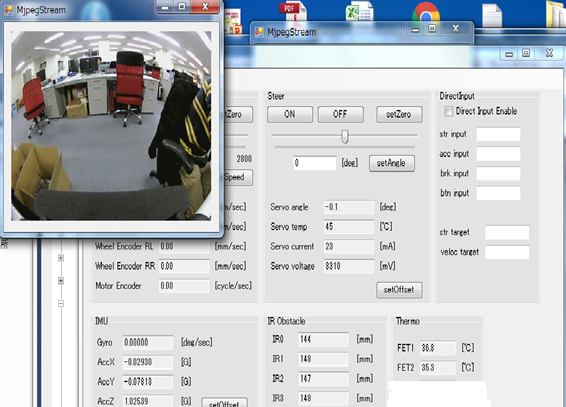 MjpegStream
PDF
MjpegStream
Steer
DirectInput
tZero
ON
OFF
setZero
Direct Input Enable
str input
acc input
2800
0
[deg]
setAngle
brk input
Speed
btn input
m/sec]
Servo angle
-0.1
[deg]
Servo temp
45
[℃]
str target
Wheel Encoder RL
0.00
[mm/sec]
Servo current
23
[mA]
veloc target
Wheel Encoder RR
0.00
[mm/sec]
Servo voltage
8310
[mV]
Motor Encoder
0.00
[cycle/sec]
setOffset
IMU
IR Obstacle
Thermo
Gyro
0.00000
[deg/sec]
IR0
144
[mm]
FET1
36.8
[℃]
AccX
-0.02930
[G]
IR1
148
[mm]
FET2
35.3
[℃]
AccY
-0.07813
[G]
IR2
147
[mm]
AccZ
1.02539
[G]
setOffset
IR3
148
[mm]